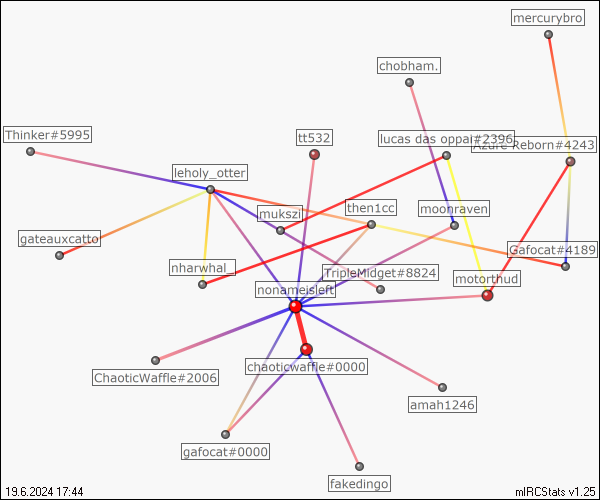 mercurybro
chobham.
Thinker#5995
tt532
lucas das oppai#2396
Azure Reborn#4243
leholy_otter
mukszi
then1cc
moonraven
gateauxcatto
nharwhal_
TripleMidget#8824
Gafocat#4189
nonameisleft
motorthud
chaoticwaffle#0000
ChaoticWaffle#2006
amah1246
gafocat#0000
fakedingo
19.6.2024 17:44
mIRCStats v1.25